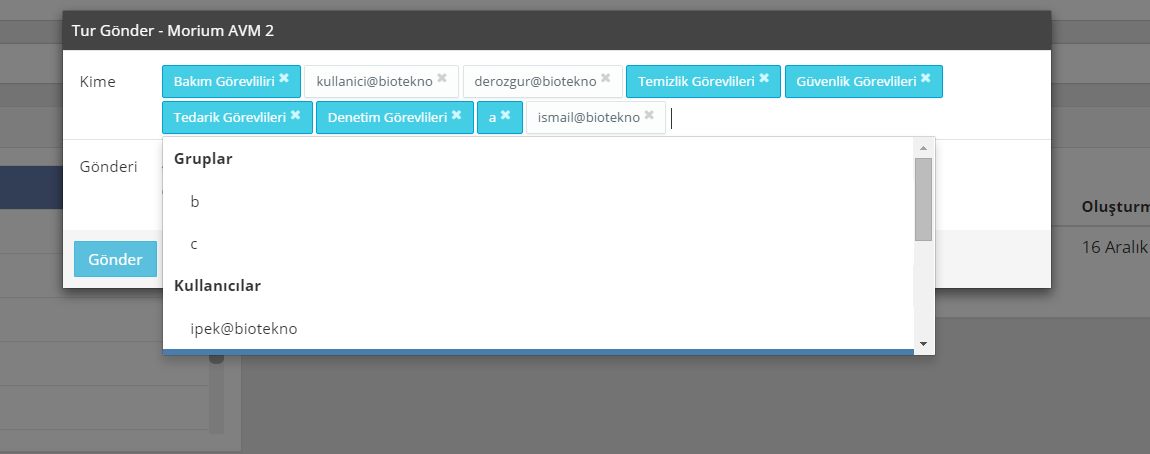 Tur Gönder - Morium AVM 2
Kime
Bakım Görevliliri kullanici@biotekno derozgur@biotekno Temizlik Görevlileri Güvenlik Görevlileri
Tedarik Görevlileri Denetim Görevlileri a ismail@biotekno
Gruplar
Gönderi
b
c
Gönder
Kullanıcılar
ipek@biotekno
Oluşturm
16 Aralık